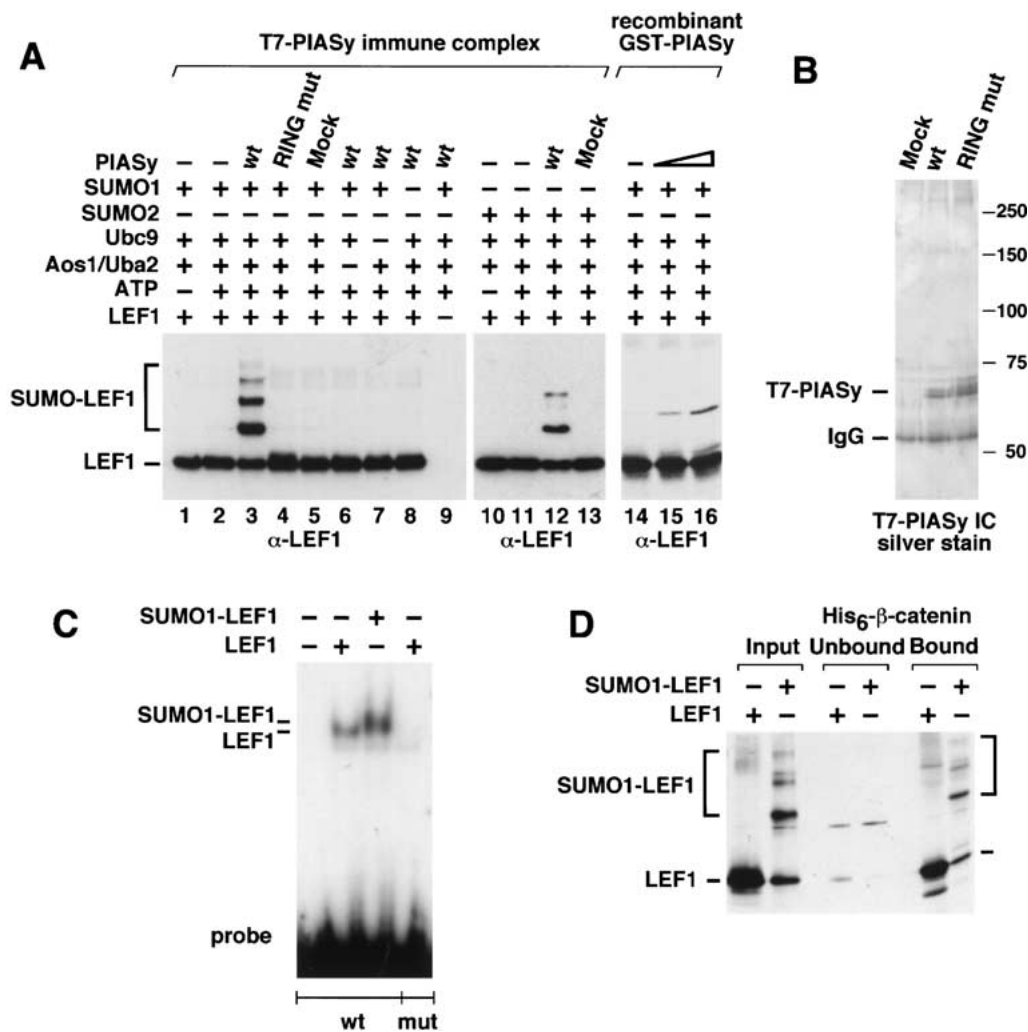 A
T7-PIASy immune complex
recombinant
GST-PIASy
PIASy – – wt RING mut Mock wt wt wt wt – – wt Mock –
SUMO1 + + + + + + + – + – – – – + + +
SUMO2 – – – – – – – – – + + + + – – –
Ubc9 + + + + + + – + + + + + + + + +
Aos1/Uba2 + + + + + – + + + + + + + + + +
ATP – + + + + + + + + – + + + + + +
LEF1 + + + + + + + + – + + + + + + +
SUMO-LEF1
LEF1
1 2 3 4 5 6 7 8 9 10 11 12 13 14 15 16
α-LEF1 α-LEF1 α-LEF1
B
Mock wt RING mut
250
150
100
75
T7-PIASy
IgG
50
T7-PIASy IC
silver stain
C
SUMO1-LEF1 – – + –
LEF1 – + – +
SUMO1-LEF1
LEF1
probe
wt mut
D
His6-β-catenin
Input Unbound Bound
SUMO1-LEF1 – + – + – +
LEF1 + – + – + –
SUMO1-LEF1
LEF1